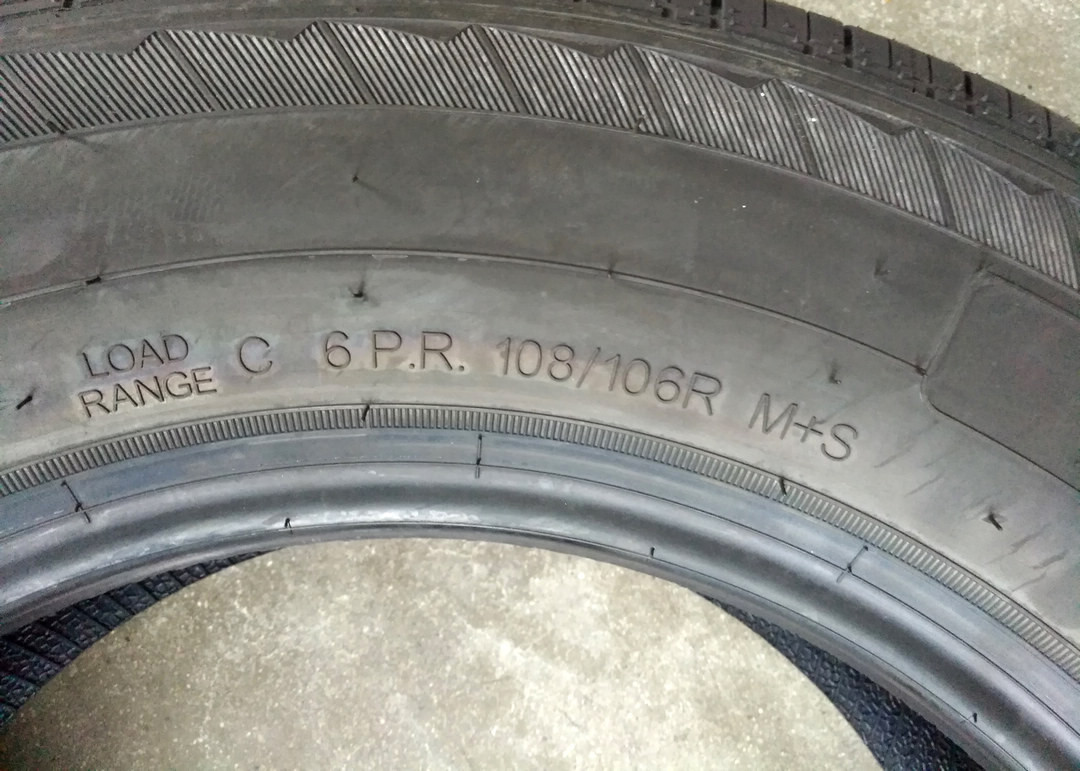 LOAD
RANGE C 6 P.R. 108/106R M+S